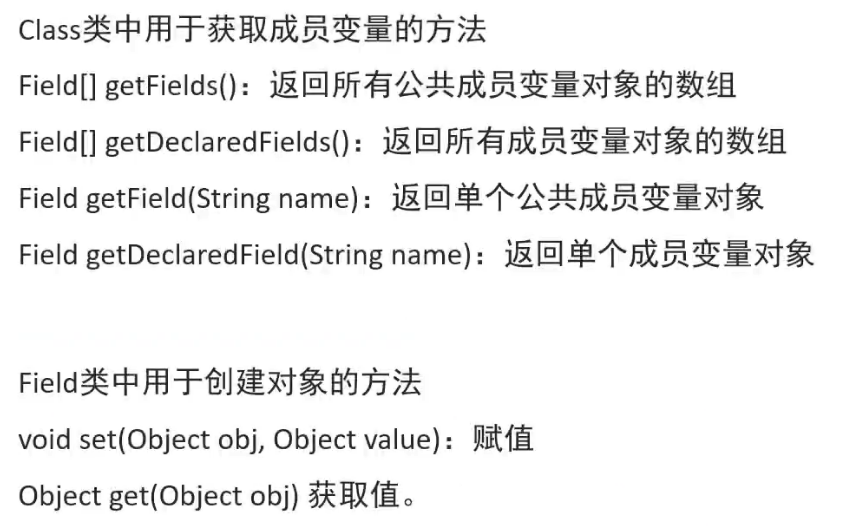 Class类中用于获取成员变量的方法
Field[] getFields()：返回所有公共成员变量对象的数组
Field[] getDeclaredFields()：返回所有成员变量对象的数组
Field getField(String name)：返回单个公共成员变量对象
Field getDeclaredField(String name)：返回单个成员变量对象
Field类中用于创建对象的方法
void set(Object obj, Object value)：赋值
Object get(Object obj) 获取值。